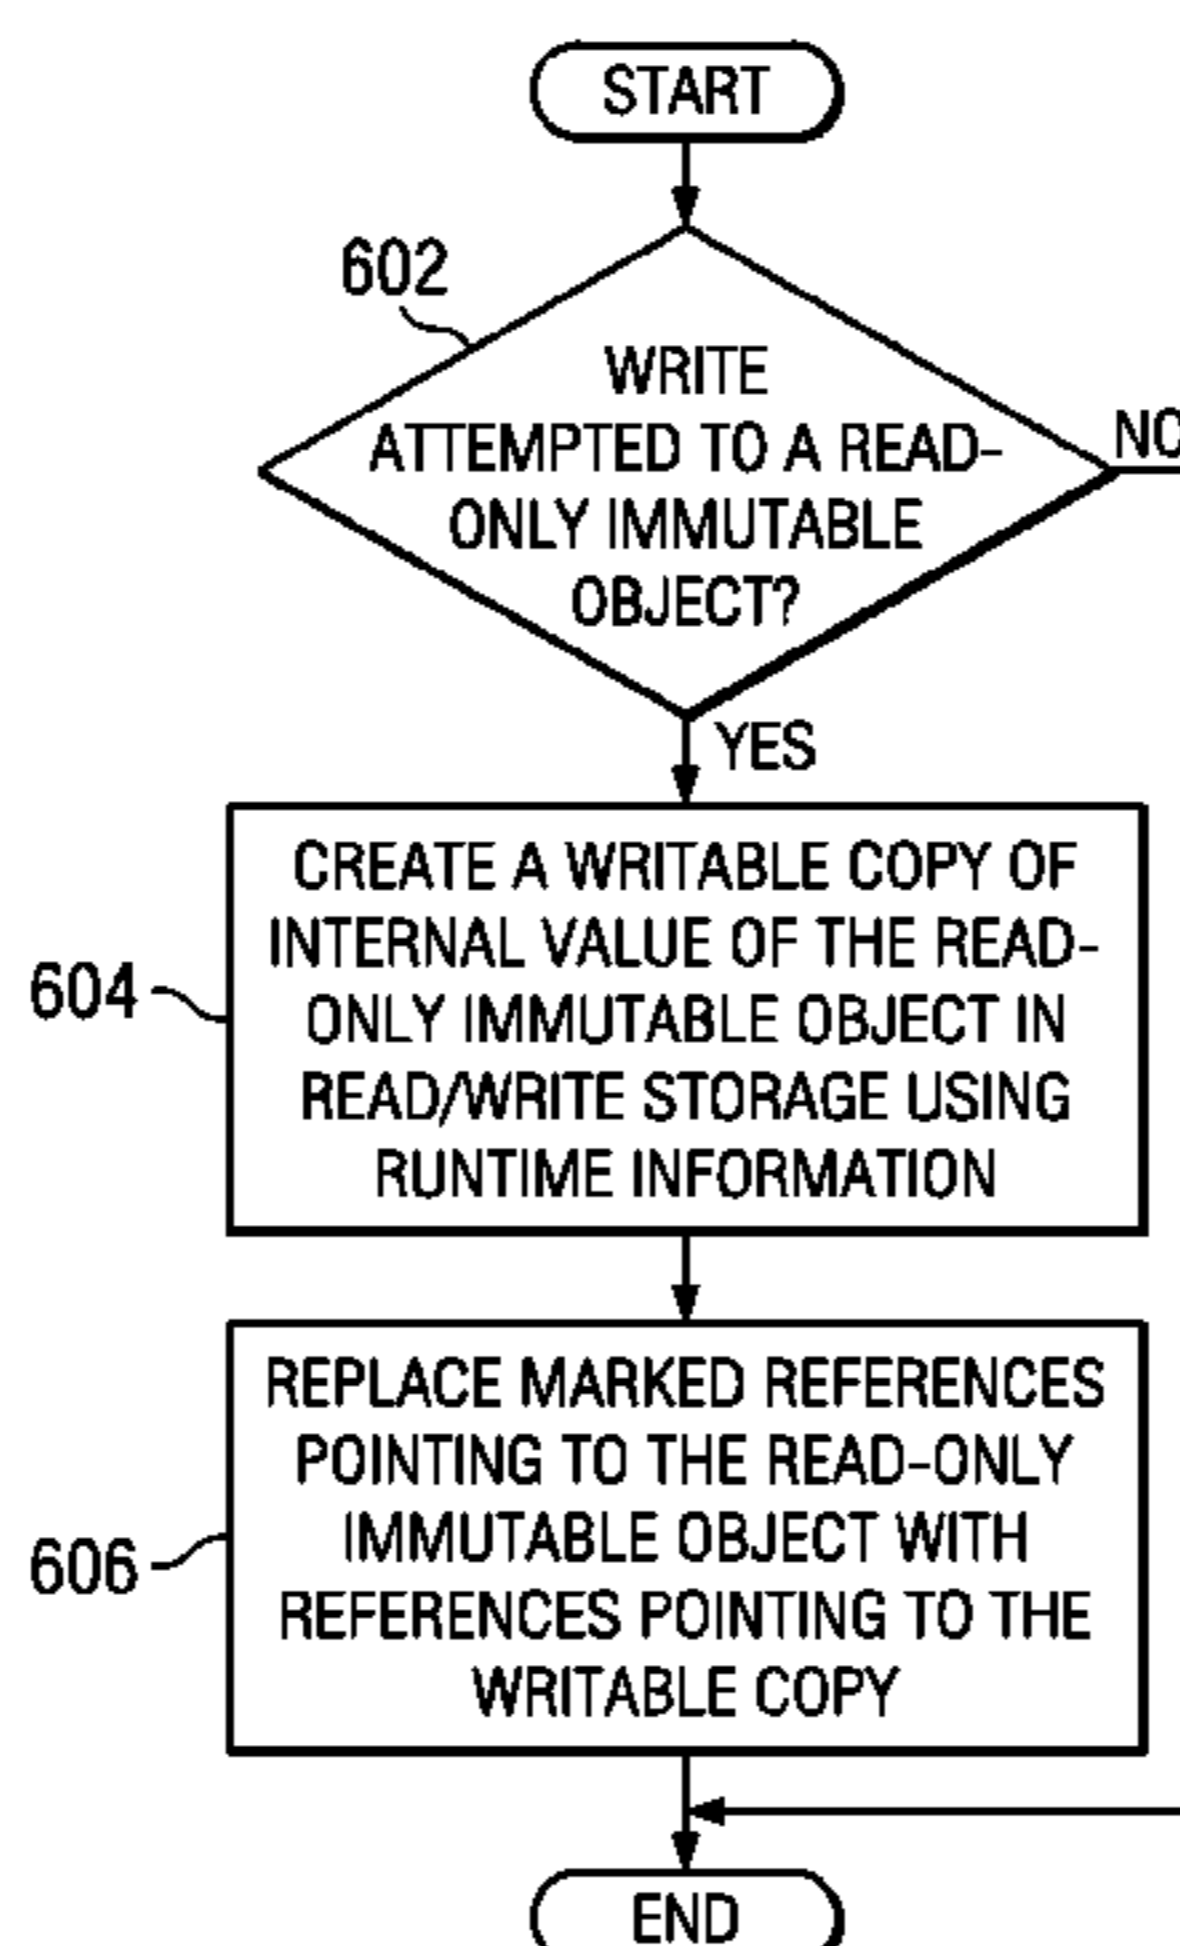 START
602
WRITE
ATTEMPTED TO A READ-
ONLY IMMUTABLE
OBJECT?
NO
YES
604
CREATE A WRITABLE COPY OF
INTERNAL VALUE OF THE READ-
ONLY IMMUTABLE OBJECT IN
READ/WRITE STORAGE USING
RUNTIME INFORMATION
606
REPLACE MARKED REFERENCES
POINTING TO THE READ-ONLY
IMMUTABLE OBJECT WITH
REFERENCES POINTING TO THE
WRITABLE COPY
END